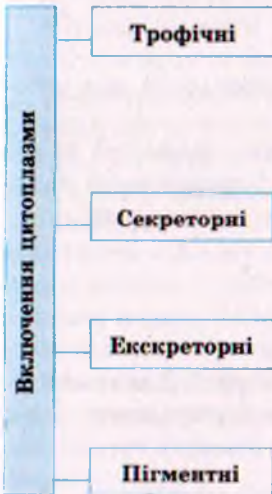 Включення цитоплазми
Трофічні
Секреторні
Екскреторні
Пігментні